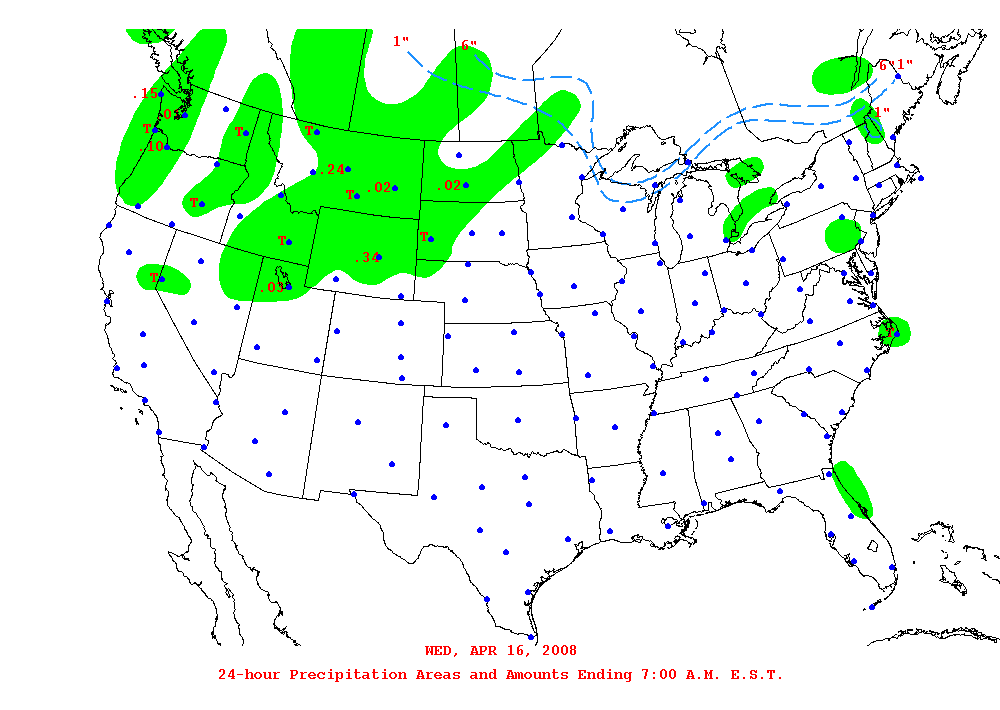 1"
6"
6"1"
.15
.0
1"
T
T
T
.10
.24
.02
.02
T
T
T
T
.34
T
.03
T
WED, APR 16, 2008
24-hour Precipitation Areas and Amounts Ending 7:00 A.M. E.S.T.